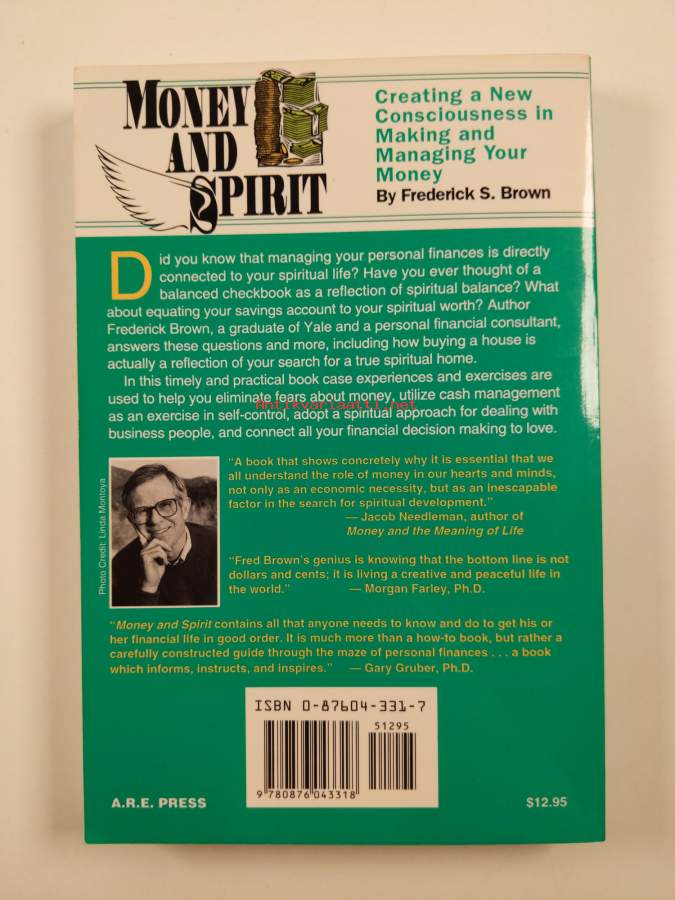 MONEY
AND
SPIRIT
Creating a New
Consciousness in
Making and
Managing Your
Money
By Frederick S. Brown
Did you know that managing your personal finances is directly
connected to your spiritual life? Have you ever thought of a
balanced checkbook as a reflection of spiritual balance? What
about equating your savings account to your spiritual worth? Author
Frederick Brown, a graduate of Yale and a personal financial consultant,
answers these questions and more, including how buying a house is
actually a reflection of your search for a true spiritual home.
In this timely and practical book case experiences and exercises are
used to help you eliminate fears about money, utilize cash management
Antikvariaatti.net
as an exercise in self-control, adopt a spiritual approach for dealing with
business people, and connect all your financial decision making to love.
Photo Credit: Linda Montoya
"A book that shows concretely why it is essential that we
all understand the role of money in our hearts and minds,
not only as an economic necessity, but as an inescapable
factor in the search for spiritual development."
— Jacob Needleman, author of
Money and the Meaning of Life
"Fred Brown's genius is knowing that the bottom line is not
dollars and cents; it is living a creative and peaceful life in
the world." — Morgan Farley, Ph.D.
"Money and Spirit contains all that anyone needs to know and do to get his or
her financial life in good order. It is much more than a how-to book, but rather a
carefully constructed guide through the maze of personal finances . . . a book
which informs, instructs, and inspires." — Gary Gruber, Ph.D.
ISBN 0-87604-331-7
51295
9 780876 043318
A.R.E. PRESS
$12.95